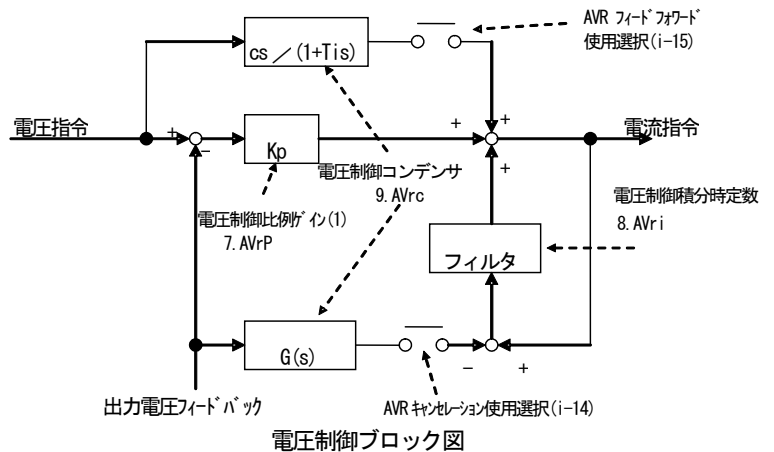 AVR フィードフォワード
使用選択(i-15)
cs／(1+Tis)
電圧指令
+
−
Kp
+
+
+
電流指令
電圧制御コンデンサ
9.AVrc
電圧制御比例ゲイン(1)
7.AVrP
電圧制御積分時定数
8.AVri
フィルタ
G(s)
−
+
出力電圧フィードバック
AVRキャンセレーション使用選択(i-14)
電圧制御ブロック図